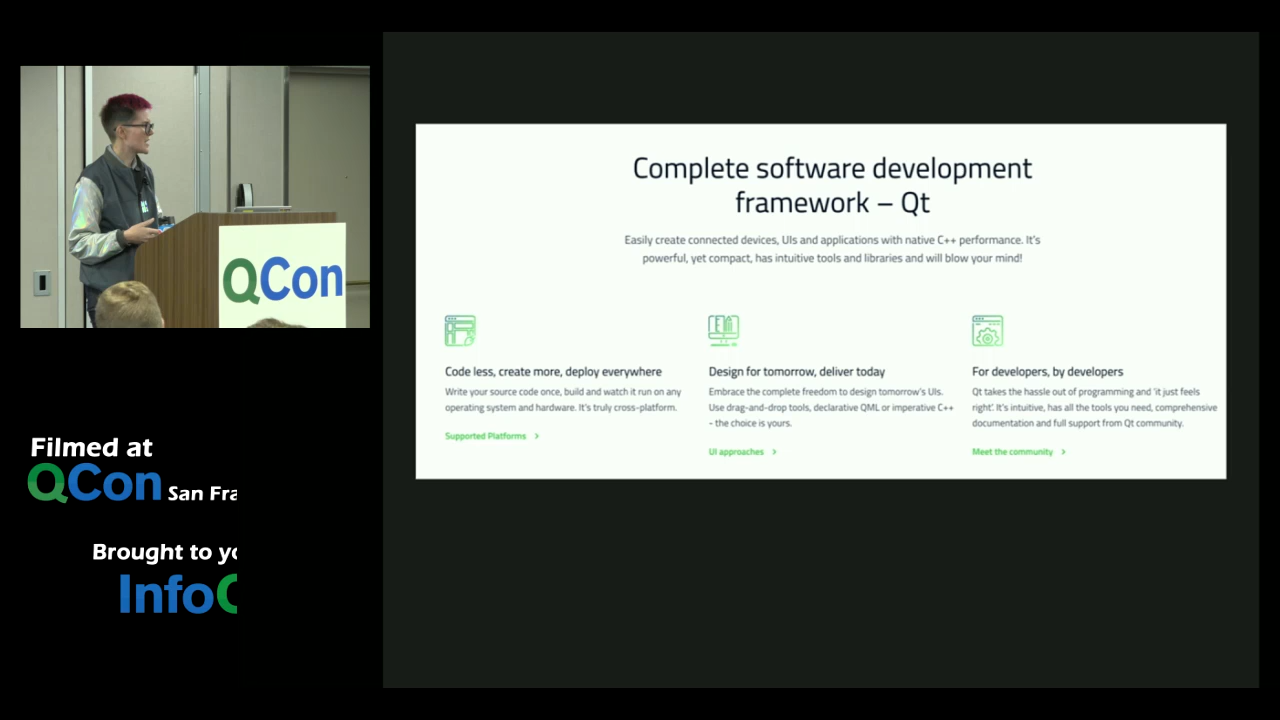 QCon
Filmed at
QCon San Fra
Brought to yo
InfoQ
Complete software development
framework – Qt
Easily create connected devices, UIs and applications with native C++ performance. It's
powerful, yet compact, has intuitive tools and libraries and will blow your mind!
Code less, create more, deploy everywhere
Write your source code once, build and watch it run on any
operating system and hardware. It's truly cross-platform.
Supported Platforms >
Design for tomorrow, deliver today
Embrace the complete freedom to design tomorrow's UIs.
Use drag-and-drop tools, declarative QML or imperative C++
- the choice is yours.
UI approaches >
For developers, by developers
Qt takes the hassle out of programming and 'it just feels
right'. It's intuitive, has all the tools you need, comprehensive
documentation and full support from Qt community.
Meet the community >